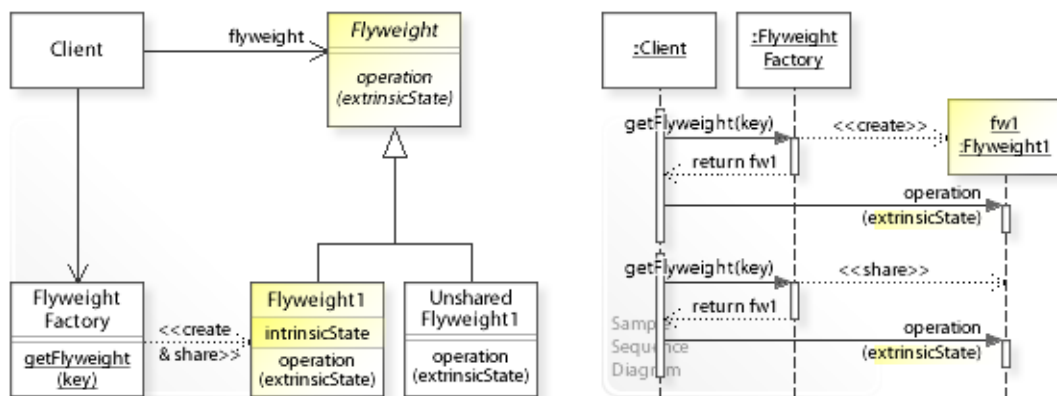 Client
flyweight
Flyweight
operation
(extrinsicState)
Flyweight
Factory
getFlyweight
(key)
<<create
& share>>
Flyweight1
intrinsicState
operation
(extrinsicState)
Unshared
Flyweight1
operation
(extrinsicState)
:Client
:Flyweight
Factory
fw1
:Flyweight1
getFlyweight(key)
<<create>>
return fw1
operation
(extrinsicState)
getFlyweight(key)
<<share>>
return fw1
operation
(extrinsicState)
Sample
Sequence
Diagram